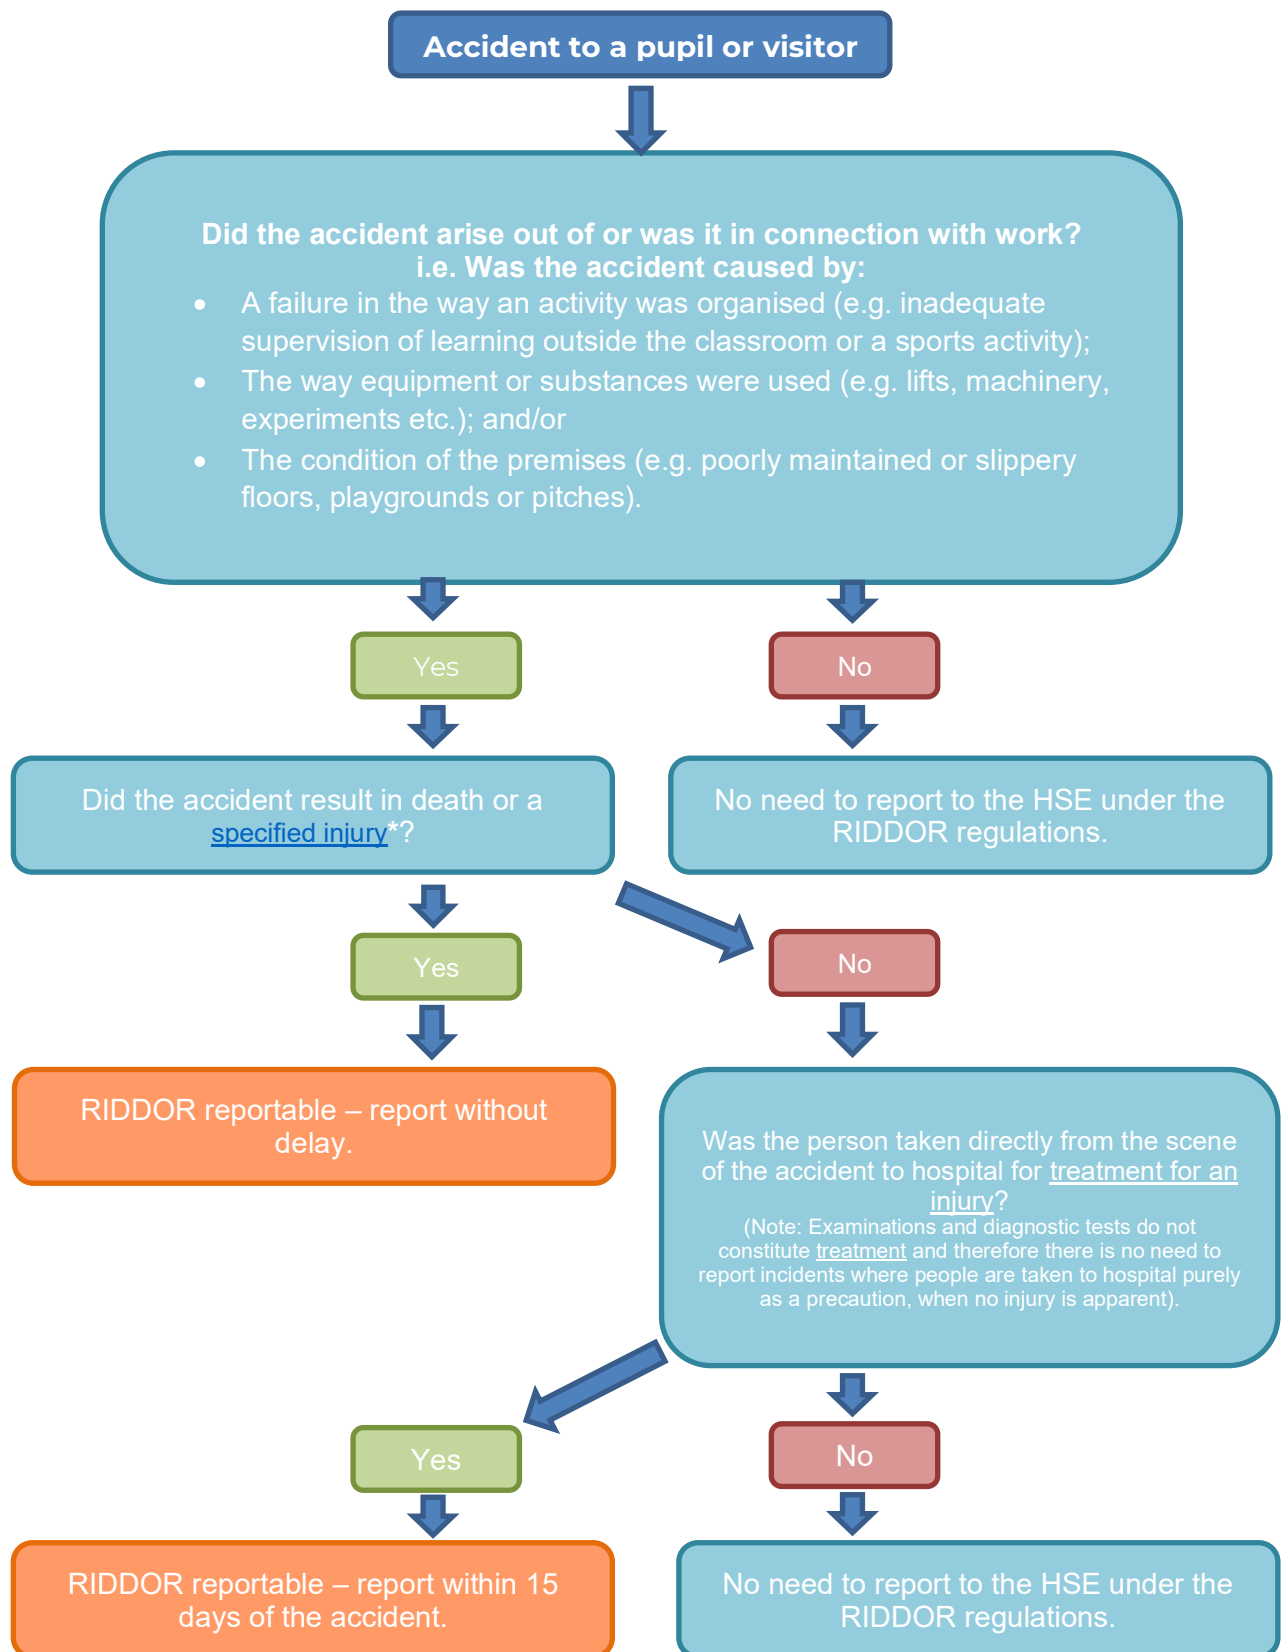 Accident to a pupil or visitor
Did the accident arise out of or was it in connection with work?
i.e. Was the accident caused by:
• A failure in the way an activity was organised (e.g. inadequate
supervision of learning outside the classroom or a sports activity);
• The way equipment or substances were used (e.g. lifts, machinery,
experiments etc.); and/or
• The condition of the premises (e.g. poorly maintained or slippery
floors, playgrounds or pitches).
Yes
No
Did the accident result in death or a
specified injury*?
No need to report to the HSE under the
RIDDOR regulations.
Yes
No
RIDDOR reportable – report without
delay.
Was the person taken directly from the scene
of the accident to hospital for treatment for an
injury?
(Note: Examinations and diagnostic tests do not
constitute treatment and therefore there is no need to
report incidents where people are taken to hospital purely
as a precaution, when no injury is apparent).
Yes
No
RIDDOR reportable – report within 15
days of the accident.
No need to report to the HSE under the
RIDDOR regulations.